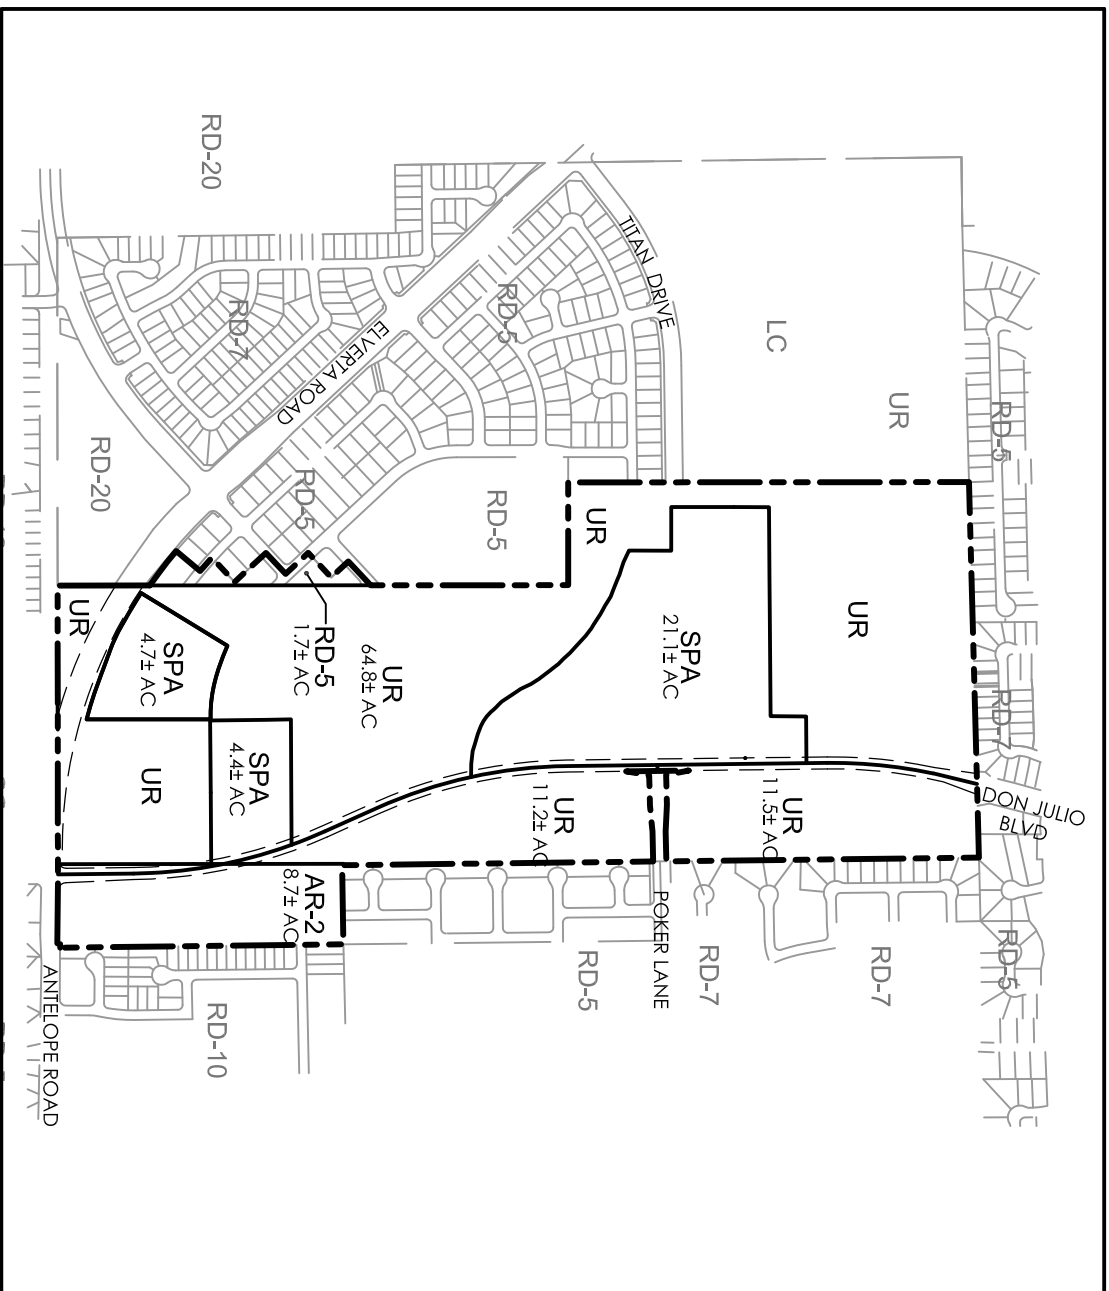 RD-20
TITAN DRIVE
RD-5
RD-7
ELVERTA ROAD
LC
UR
RD-5
RD-20
RD-5
RD-5
UR
UR
SPA
21.1± AC
UR
64.8± AC
RD-5
1.7± AC
UR
SPA
4.7± AC
SPA
4.4± AC
UR
RD-7
DON JULIO
BLVD
UR
11.5± AC
UR
11.2± AC
AR-2
8.7± AC
POKER LANE
RD-7
RD-7
RD-5
RD-5
RD-10
ANTELOPE ROAD